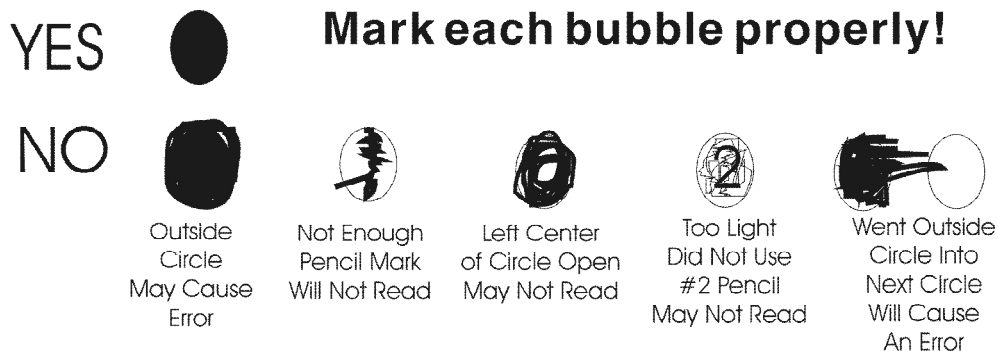 YES
Mark each bubble properly!
NO
2
Outside
Circle
May Cause
Error
Not Enough
Pencil Mark
Will Not Read
Left Center
of Circle Open
May Not Read
Too Light
Did Not Use
#2 Pencil
May Not Read
Went Outside
Circle Into
Next Circle
Will Cause
An Error